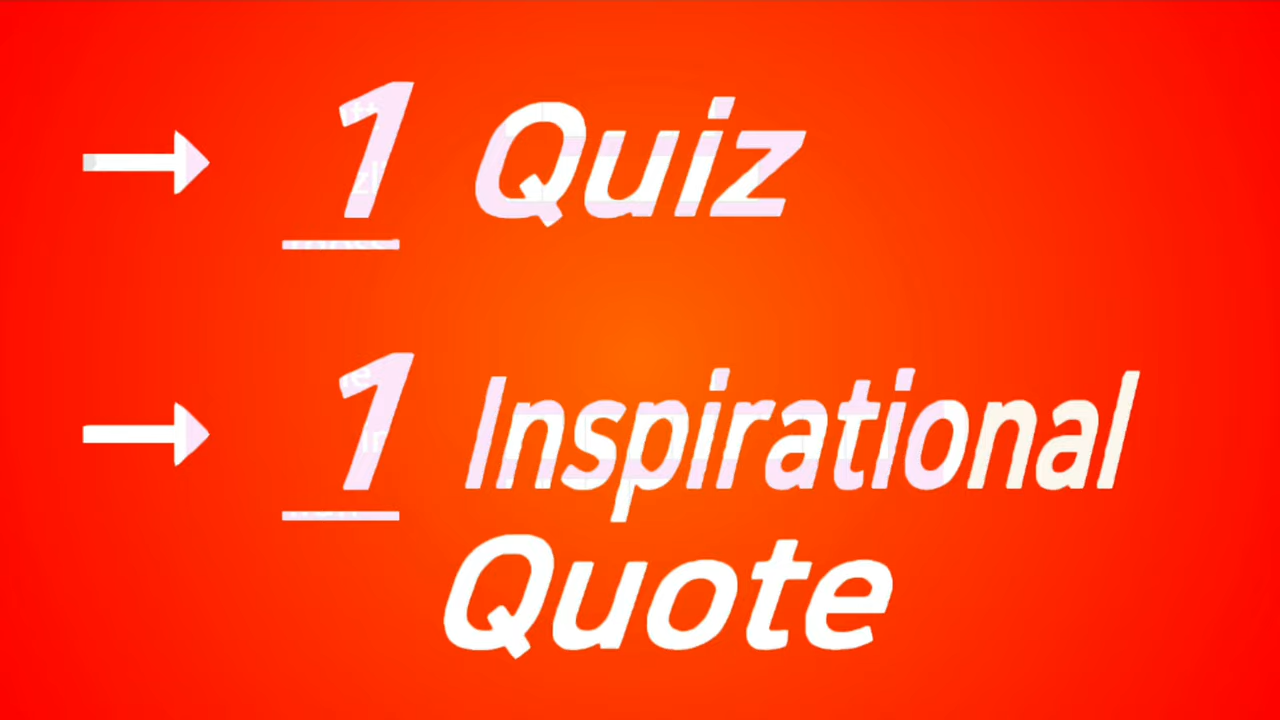 → 1 Quiz
→ 1 Inspirational
Quote